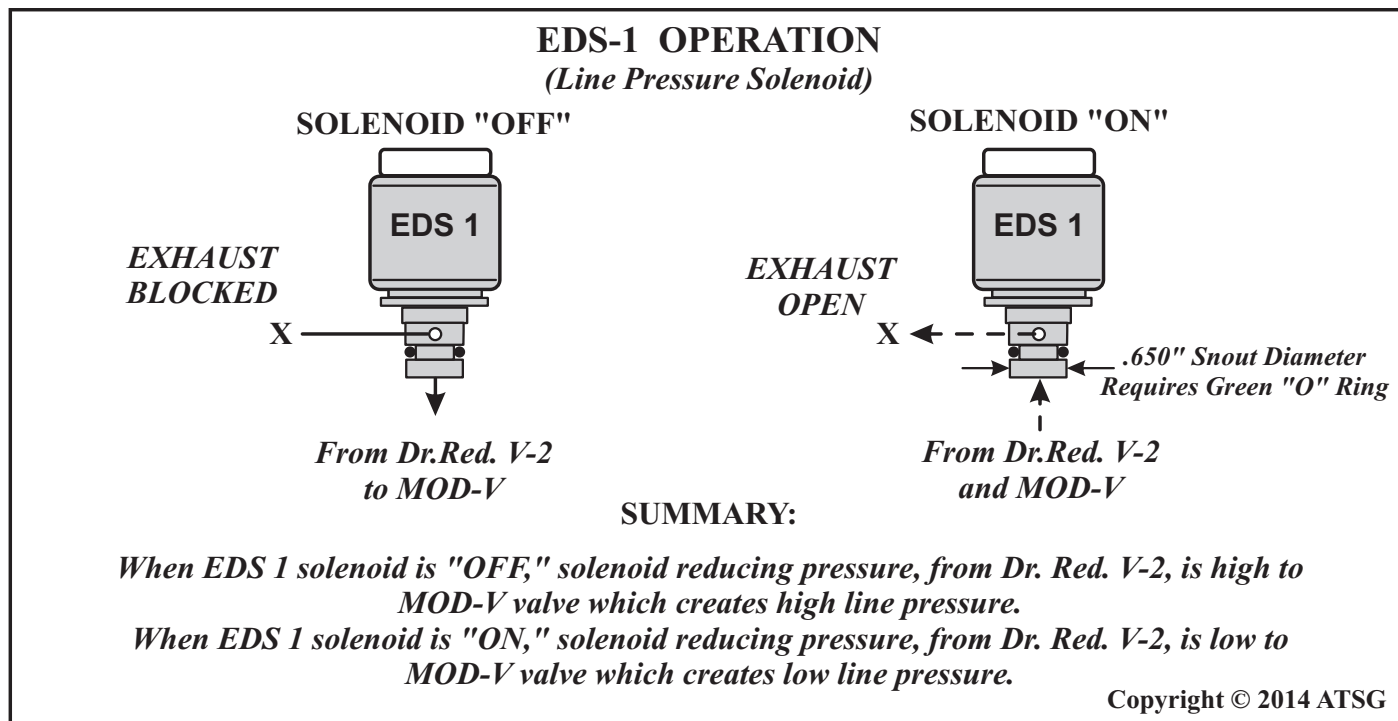 EDS-1 OPERATION
(Line Pressure Solenoid)
SOLENOID "OFF"
EDS 1
EXHAUST
BLOCKED
X
From Dr.Red. V-2
to MOD-V
SOLENOID "ON"
EDS 1
EXHAUST
OPEN
X
.650" Snout Diameter
Requires Green "O" Ring
From Dr.Red. V-2
and MOD-V
SUMMARY:
When EDS 1 solenoid is "OFF," solenoid reducing pressure, from Dr. Red. V-2, is high to
MOD-V valve which creates high line pressure.
When EDS 1 solenoid is "ON," solenoid reducing pressure, from Dr. Red. V-2, is low to
MOD-V valve which creates low line pressure.
Copyright © 2014 ATSG